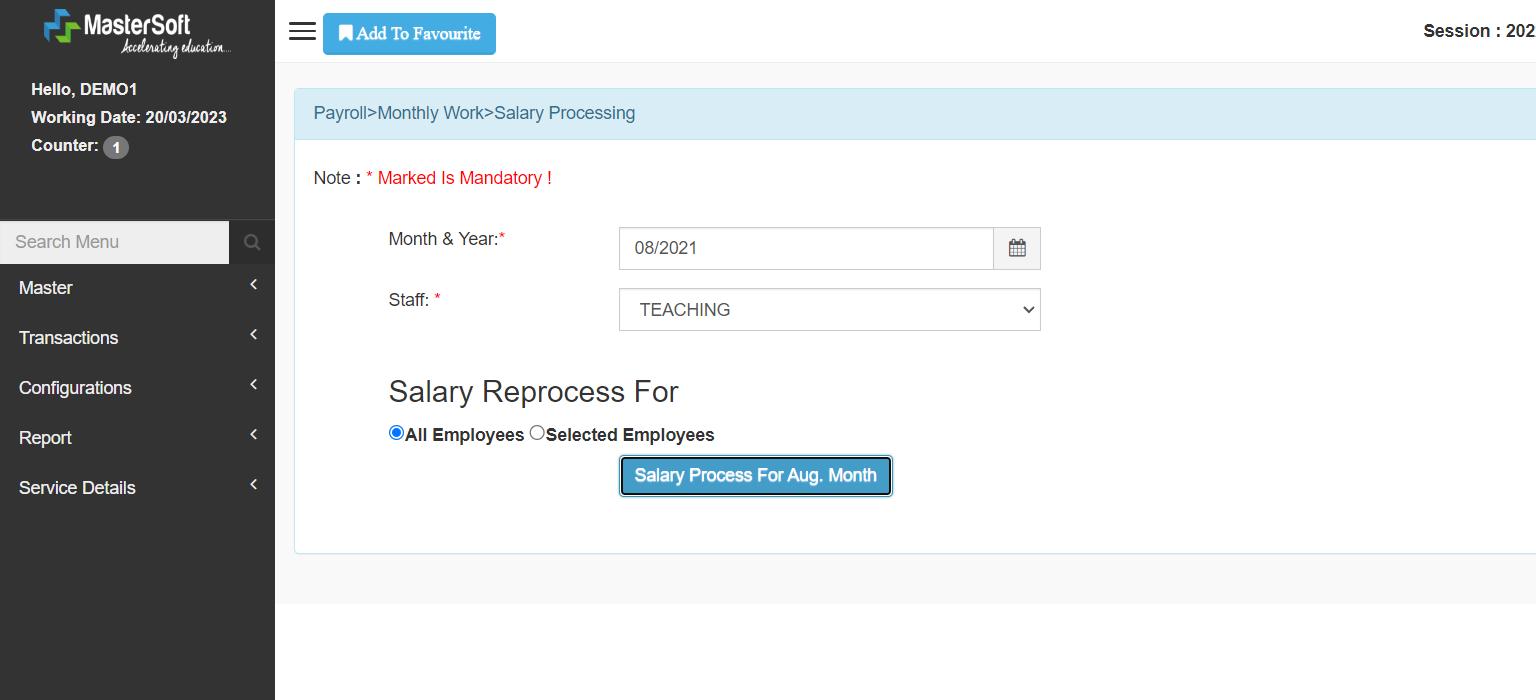 MasterSoft
Accelerating education...
Hello, DEMO1
Working Date: 20/03/2023
Counter: 1
Search Menu
Master
Transactions
Configurations
Report
Service Details
Add To Favourite
Session : 202
Payroll>Monthly Work>Salary Processing
Note : * Marked Is Mandatory !
Month & Year:*
08/2021
Staff: *
TEACHING
Salary Reprocess For
All Employees Selected Employees
Salary Process For Aug. Month